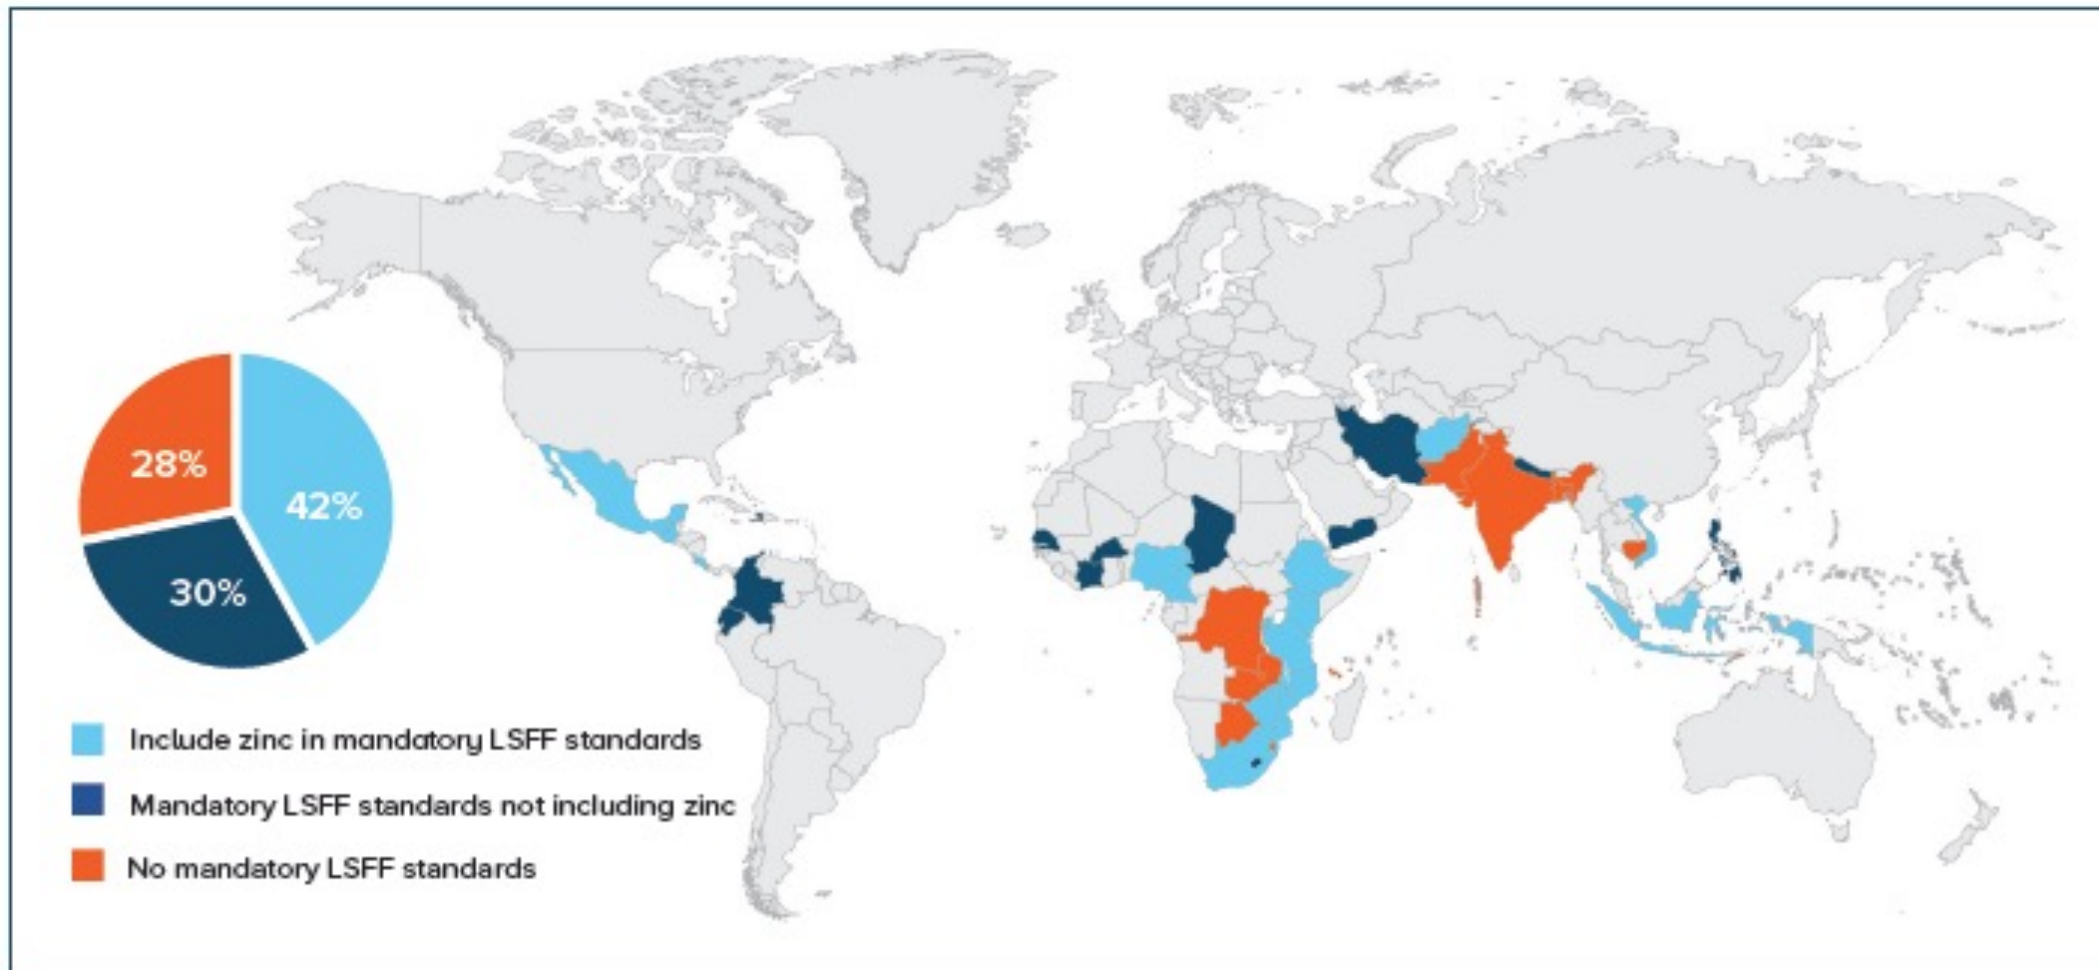 28%
42%
30%
Include zinc in mandatory LSFF standards
Mandatory LSFF standards not including zinc
No mandatory LSFF standards